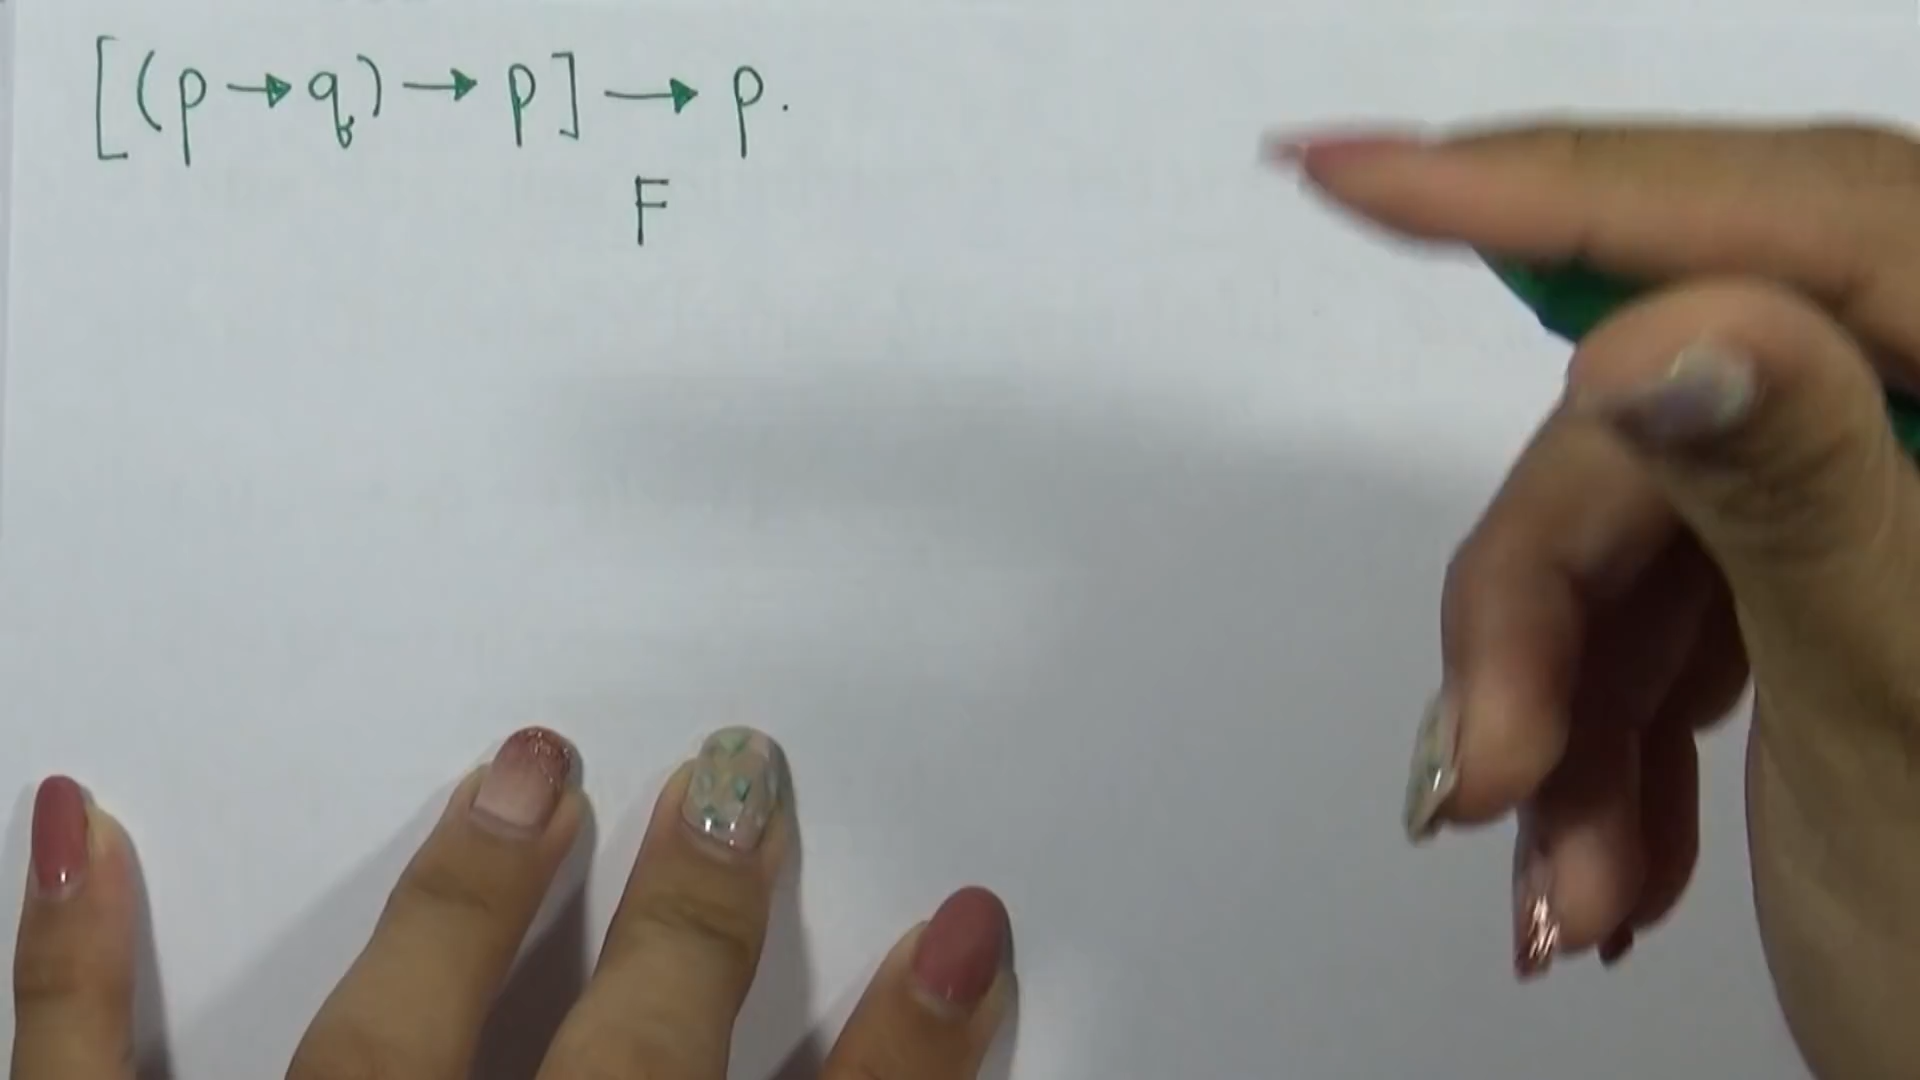 [(p → q) → p] → p.
F